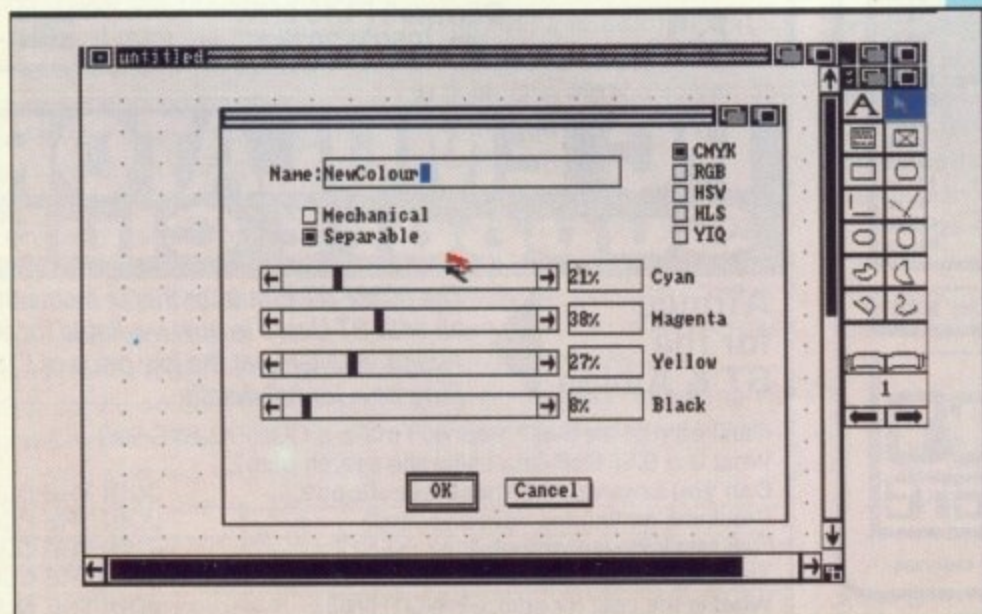 untitled
A
CMYK
Name:NewColour
RGB
HSV
Mechanical
HLS
Separable
YIQ
21% Cyan
38% Magenta
27% Yellow
8% Black
1
OK Cancel